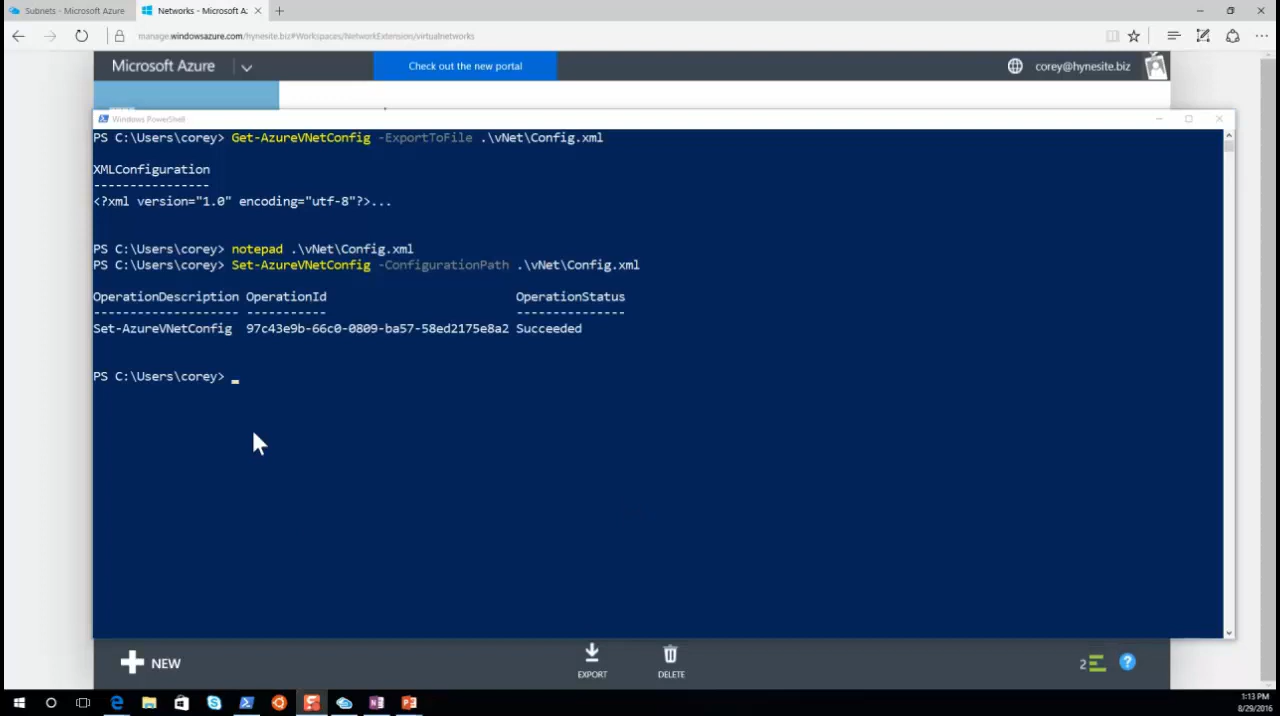 Subnets - Microsoft Azure
Networks - Microsoft Az
manage.windowsazure.com/hynesite.biz#Workspaces/NetworkExtension/virtualnetworks
Microsoft Azure
Check out the new portal
corey@hynesite.biz
Windows PowerShell
PS C:\Users\corey> Get-AzureVNetConfig -ExportToFile .\vNet\Config.xml
XMLConfiguration
----------------
<?xml version="1.0" encoding="utf-8"?>...
PS C:\Users\corey> notepad .\vNet\Config.xml
PS C:\Users\corey> Set-AzureVNetConfig -ConfigurationPath .\vNet\Config.xml
OperationDescription OperationId OperationStatus
-------------------- ----------- ---------------
Set-AzureVNetConfig 97c43e9b-66c0-0809-ba57-58ed2175e8a2 Succeeded
PS C:\Users\corey> _
NEW
EXPORT
DELETE
2
?
1:13 PM
8/29/2016